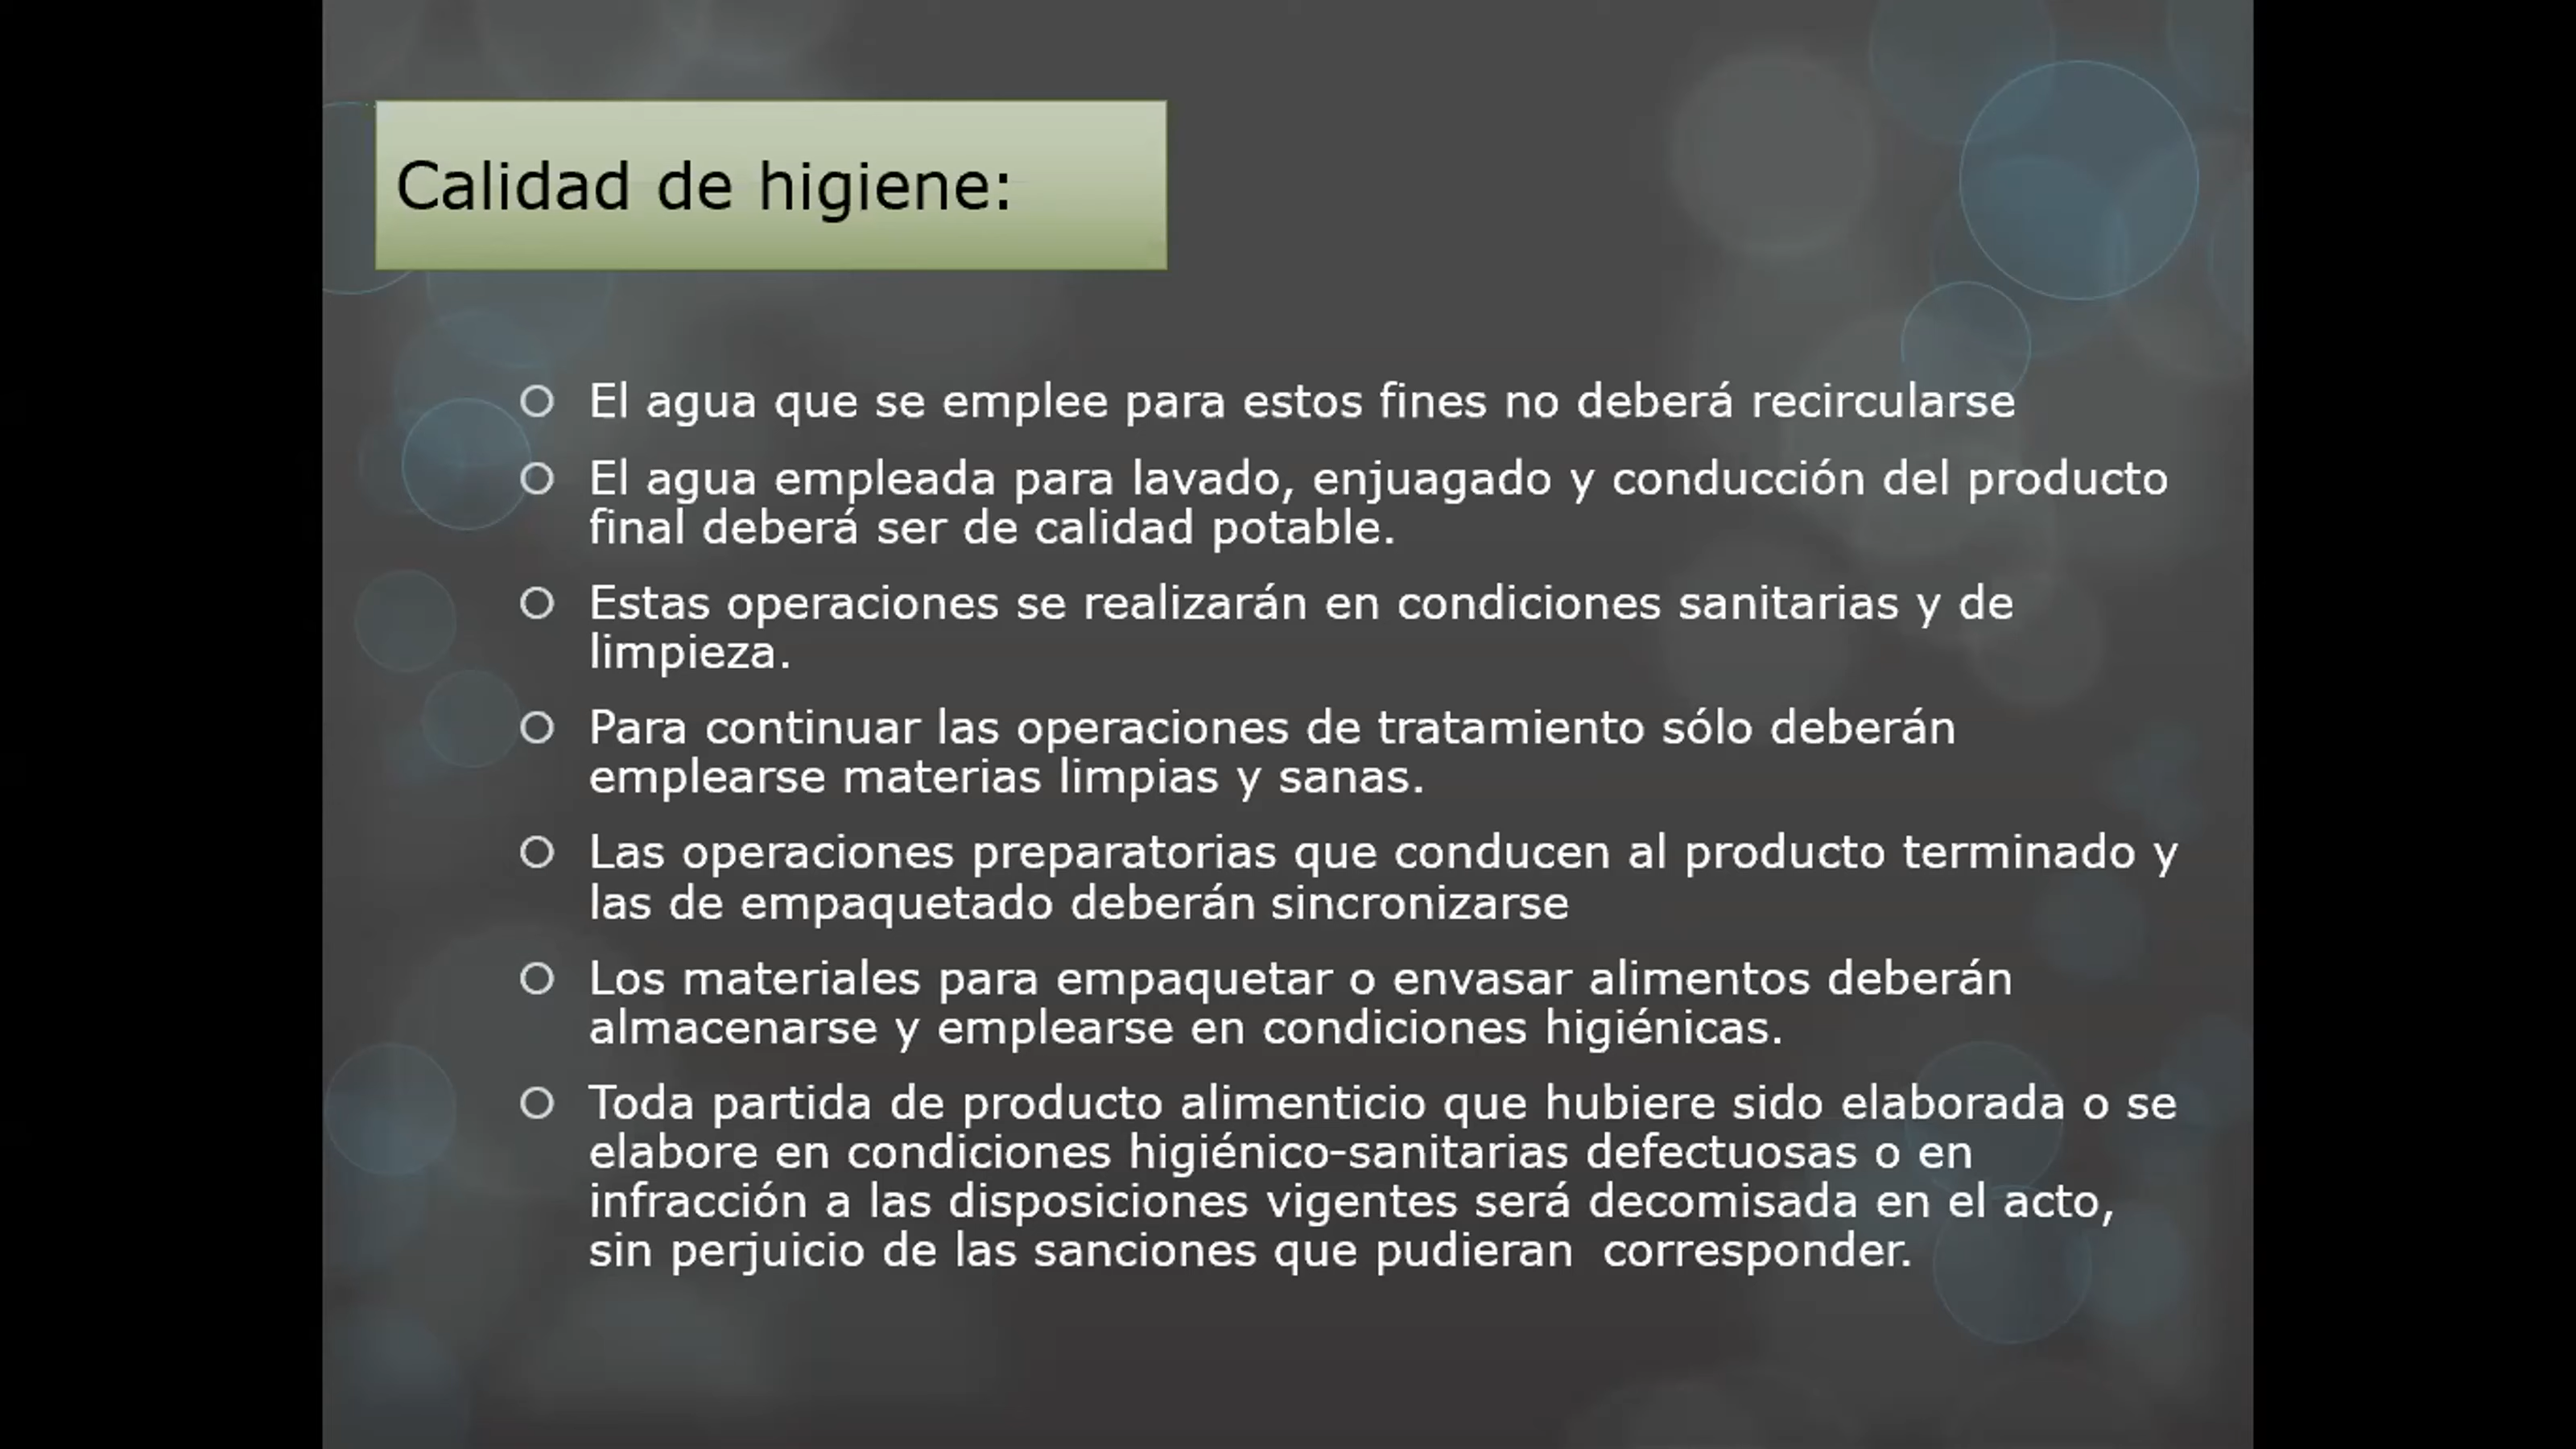 Calidad de higiene:
El agua que se emplee para estos fines no deberá recircularse
El agua empleada para lavado, enjuagado y conducción del producto
final deberá ser de calidad potable.
Estas operaciones se realizarán en condiciones sanitarias y de
limpieza.
Para continuar las operaciones de tratamiento sólo deberán
emplearse materias limpias y sanas.
Las operaciones preparatorias que conducen al producto terminado y
las de empaquetado deberán sincronizarse
Los materiales para empaquetar o envasar alimentos deberán
almacenarse y emplearse en condiciones higiénicas.
Toda partida de producto alimenticio que hubiere sido elaborada o se
elabore en condiciones higiénico-sanitarias defectuosas o en
infracción a las disposiciones vigentes será decomisada en el acto,
sin perjuicio de las sanciones que pudieran  corresponder.